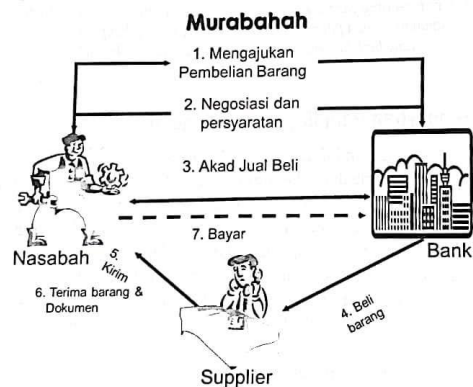 Murabahah
1. Mengajukan
Pembelian Barang
2. Negosiasi dan
persyaratan
3. Akad Jual Beli
7. Bayar
Nasabah
Bank
5.
Kirim
6. Terima barang &
Dokumen
4. Beli
barang
Supplier